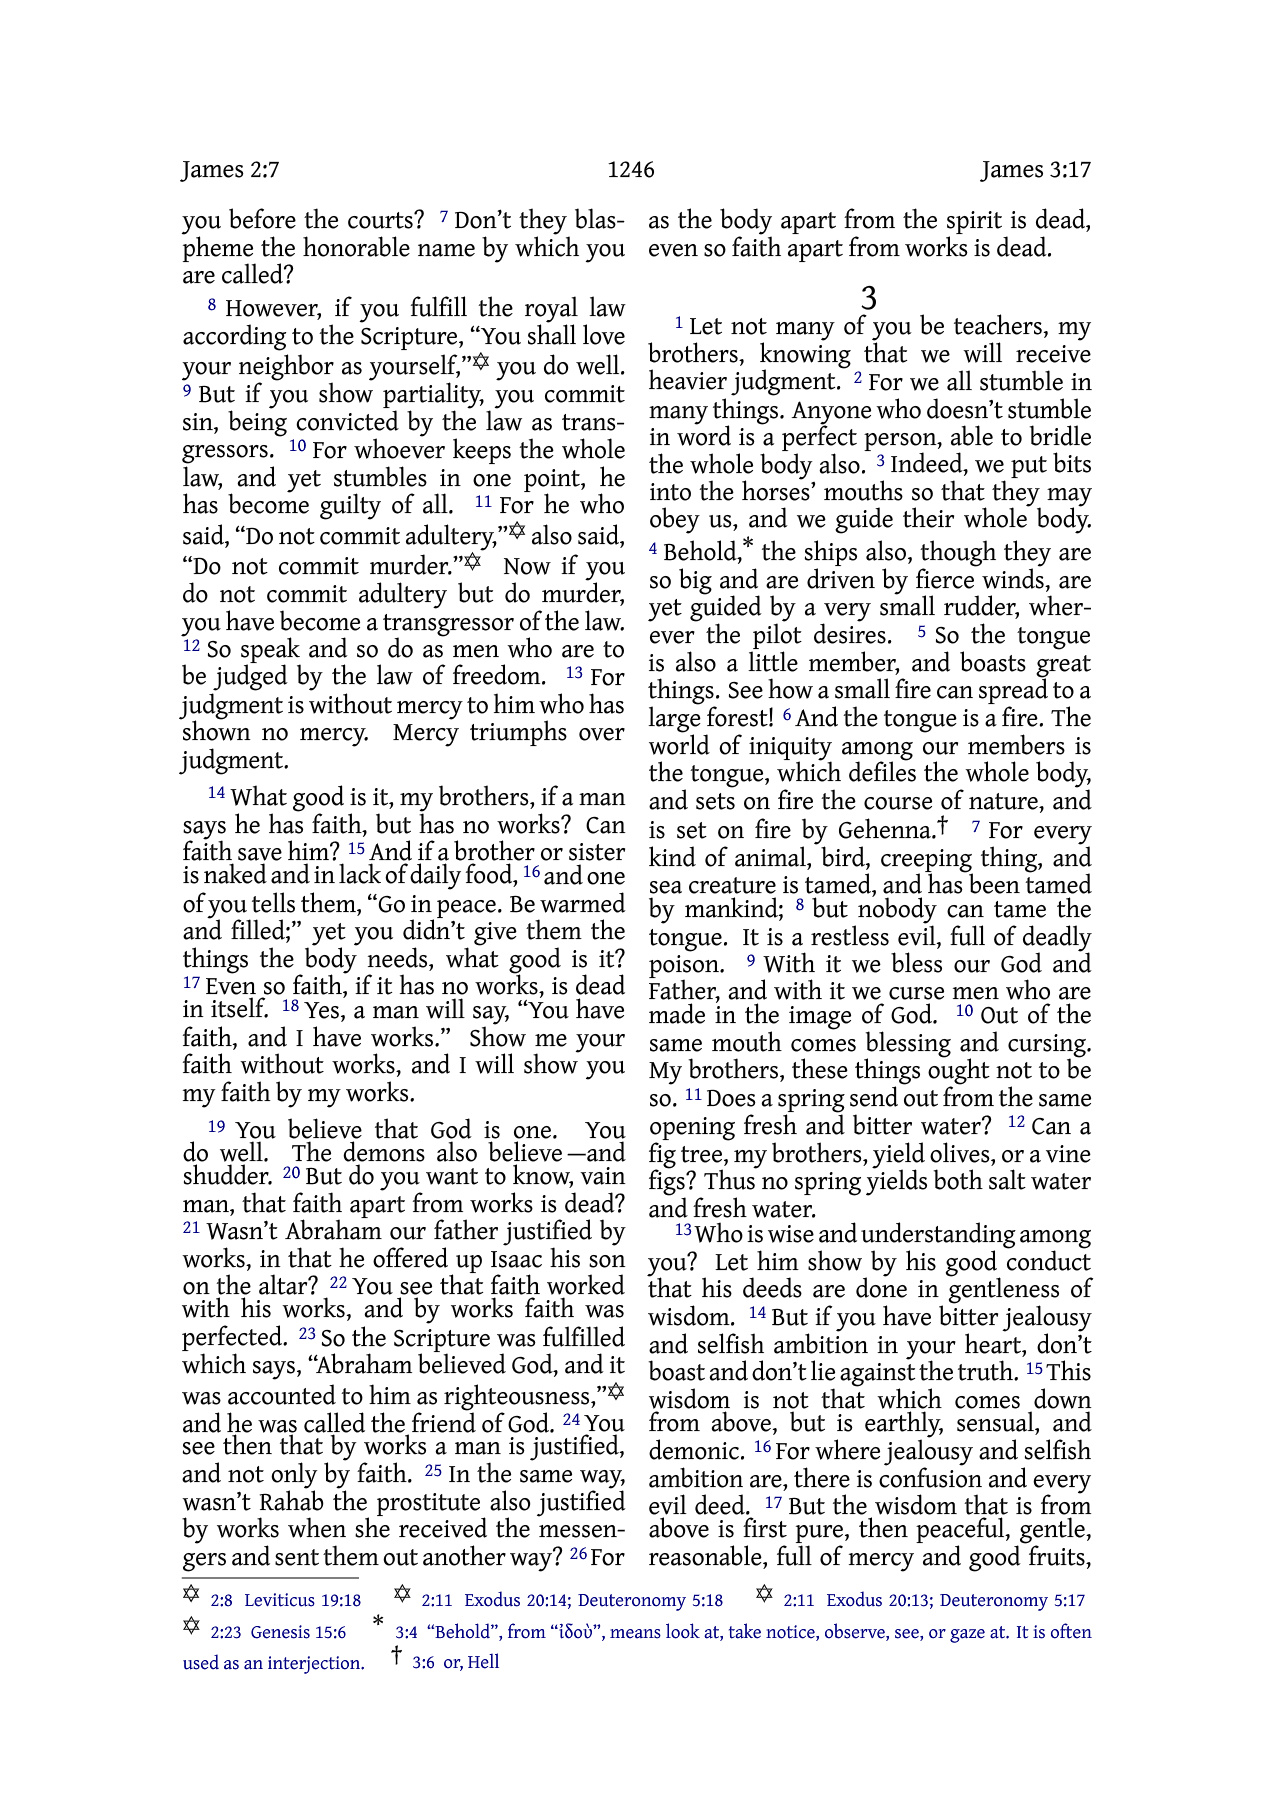 James 2:7 1246 James 3:17
you before the courts? 7 Don’t they blas-
pheme the honorable name by which you
are called?
8 However, if you fulfill the royal law
according to the Scripture, “You shall love
your neighbor as yourself,”✡ you do well.
9 But if you show partiality, you commit
sin, being convicted by the law as trans-
gressors. 10 For whoever keeps the whole
law, and yet stumbles in one point, he
has become guilty of all. 11 For he who
said, “Do not commit adultery,”✡ also said,
“Do not commit murder.”✡ Now if you
do not commit adultery but do murder,
you have become a transgressor of the law.
12 So speak and so do as men who are to
be judged by the law of freedom. 13 For
judgment is without mercy to him who has
shown no mercy. Mercy triumphs over
judgment.
14 What good is it, my brothers, if a man
says he has faith, but has no works? Can
faith save him? 15 And if a brother or sister
is naked and in lack of daily food, 16 and one
of you tells them, “Go in peace. Be warmed
and filled;” yet you didn’t give them the
things the body needs, what good is it?
17 Even so faith, if it has no works, is dead
in itself. 18 Yes, a man will say, “You have
faith, and I have works.” Show me your
faith without works, and I will show you
my faith by my works.
19 You believe that God is one. You
do well. The demons also believe—and
shudder. 20 But do you want to know, vain
man, that faith apart from works is dead?
21 Wasn’t Abraham our father justified by
works, in that he offered up Isaac his son
on the altar? 22 You see that faith worked
with his works, and by works faith was
perfected. 23 So the Scripture was fulfilled
which says, “Abraham believed God, and it
was accounted to him as righteousness,”✡
and he was called the friend of God. 24 You
see then that by works a man is justified,
and not only by faith. 25 In the same way,
wasn’t Rahab the prostitute also justified
by works when she received the messen-
gers and sent them out another way? 26 For
as the body apart from the spirit is dead,
even so faith apart from works is dead.
3
1 Let not many of you be teachers, my
brothers, knowing that we will receive
heavier judgment. 2 For we all stumble in
many things. Anyone who doesn’t stumble
in word is a perfect person, able to bridle
the whole body also. 3 Indeed, we put bits
into the horses’ mouths so that they may
obey us, and we guide their whole body.
4 Behold,* the ships also, though they are
so big and are driven by fierce winds, are
yet guided by a very small rudder, wher-
ever the pilot desires. 5 So the tongue
is also a little member, and boasts great
things. See how a small fire can spread to a
large forest! 6 And the tongue is a fire. The
world of iniquity among our members is
the tongue, which defiles the whole body,
and sets on fire the course of nature, and
is set on fire by Gehenna.† 7 For every
kind of animal, bird, creeping thing, and
sea creature is tamed, and has been tamed
by mankind; 8 but nobody can tame the
tongue. It is a restless evil, full of deadly
poison. 9 With it we bless our God and
Father, and with it we curse men who are
made in the image of God. 10 Out of the
same mouth comes blessing and cursing.
My brothers, these things ought not to be
so. 11 Does a spring send out from the same
opening fresh and bitter water? 12 Can a
fig tree, my brothers, yield olives, or a vine
figs? Thus no spring yields both salt water
and fresh water.
13 Who is wise and understanding among
you? Let him show by his good conduct
that his deeds are done in gentleness of
wisdom. 14 But if you have bitter jealousy
and selfish ambition in your heart, don’t
boast and don’t lie against the truth. 15 This
wisdom is not that which comes down
from above, but is earthly, sensual, and
demonic. 16 For where jealousy and selfish
ambition are, there is confusion and every
evil deed. 17 But the wisdom that is from
above is first pure, then peaceful, gentle,
reasonable, full of mercy and good fruits,
✡ 2:8 Leviticus 19:18 ✡ 2:11 Exodus 20:14; Deuteronomy 5:18 ✡ 2:11 Exodus 20:13; Deuteronomy 5:17
✡ 2:23 Genesis 15:6 * 3:4 “Behold”, from “ἰδοὺ”, means look at, take notice, observe, see, or gaze at. It is often
used as an interjection. † 3:6 or, Hell